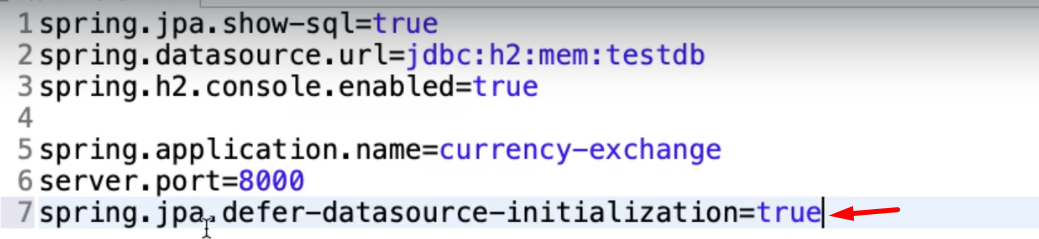 1 spring.jpa.show-sql=true
2 spring.datasource.url=jdbc:h2:mem:testdb
3 spring.h2.console.enabled=true
4
5 spring.application.name=currency-exchange
6 server.port=8000
7 spring.jpa.defer-datasource-initialization=true